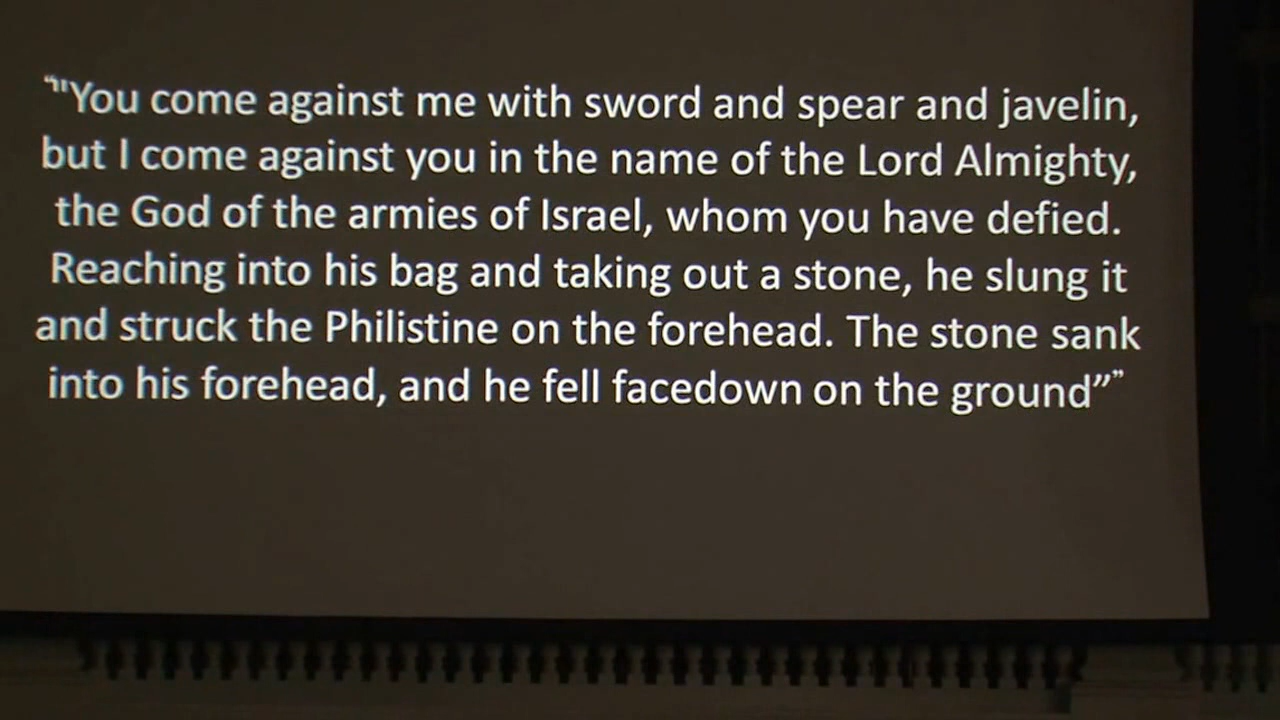 “"You come against me with sword and spear and javelin,
but I come against you in the name of the Lord Almighty,
the God of the armies of Israel, whom you have defied.
Reaching into his bag and taking out a stone, he slung it
and struck the Philistine on the forehead. The stone sank
into his forehead, and he fell facedown on the ground””